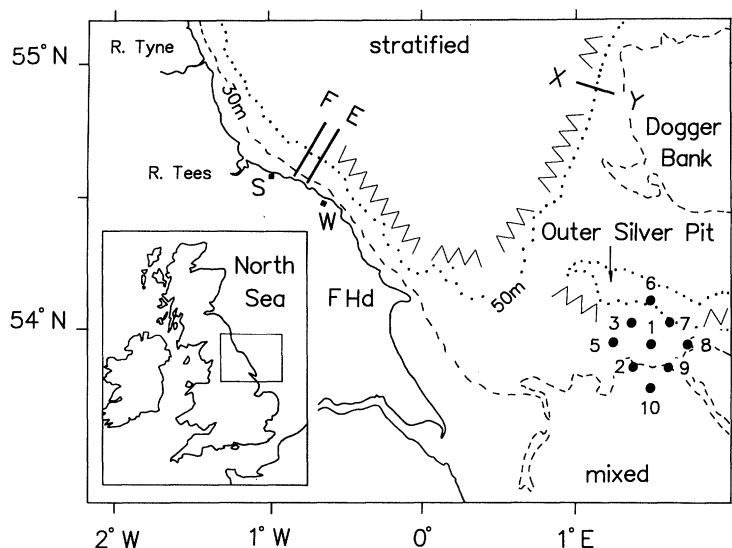 55° N
R. Tyne
stratified
30m
F E
X
Y
Dogger
Bank
R. Tees
S
W
Outer Silver Pit
North
Sea
F Hd
50m
54° N
6
3 1 7
5 8
2 9
10
mixed
2° W 1° W 0° 1° E